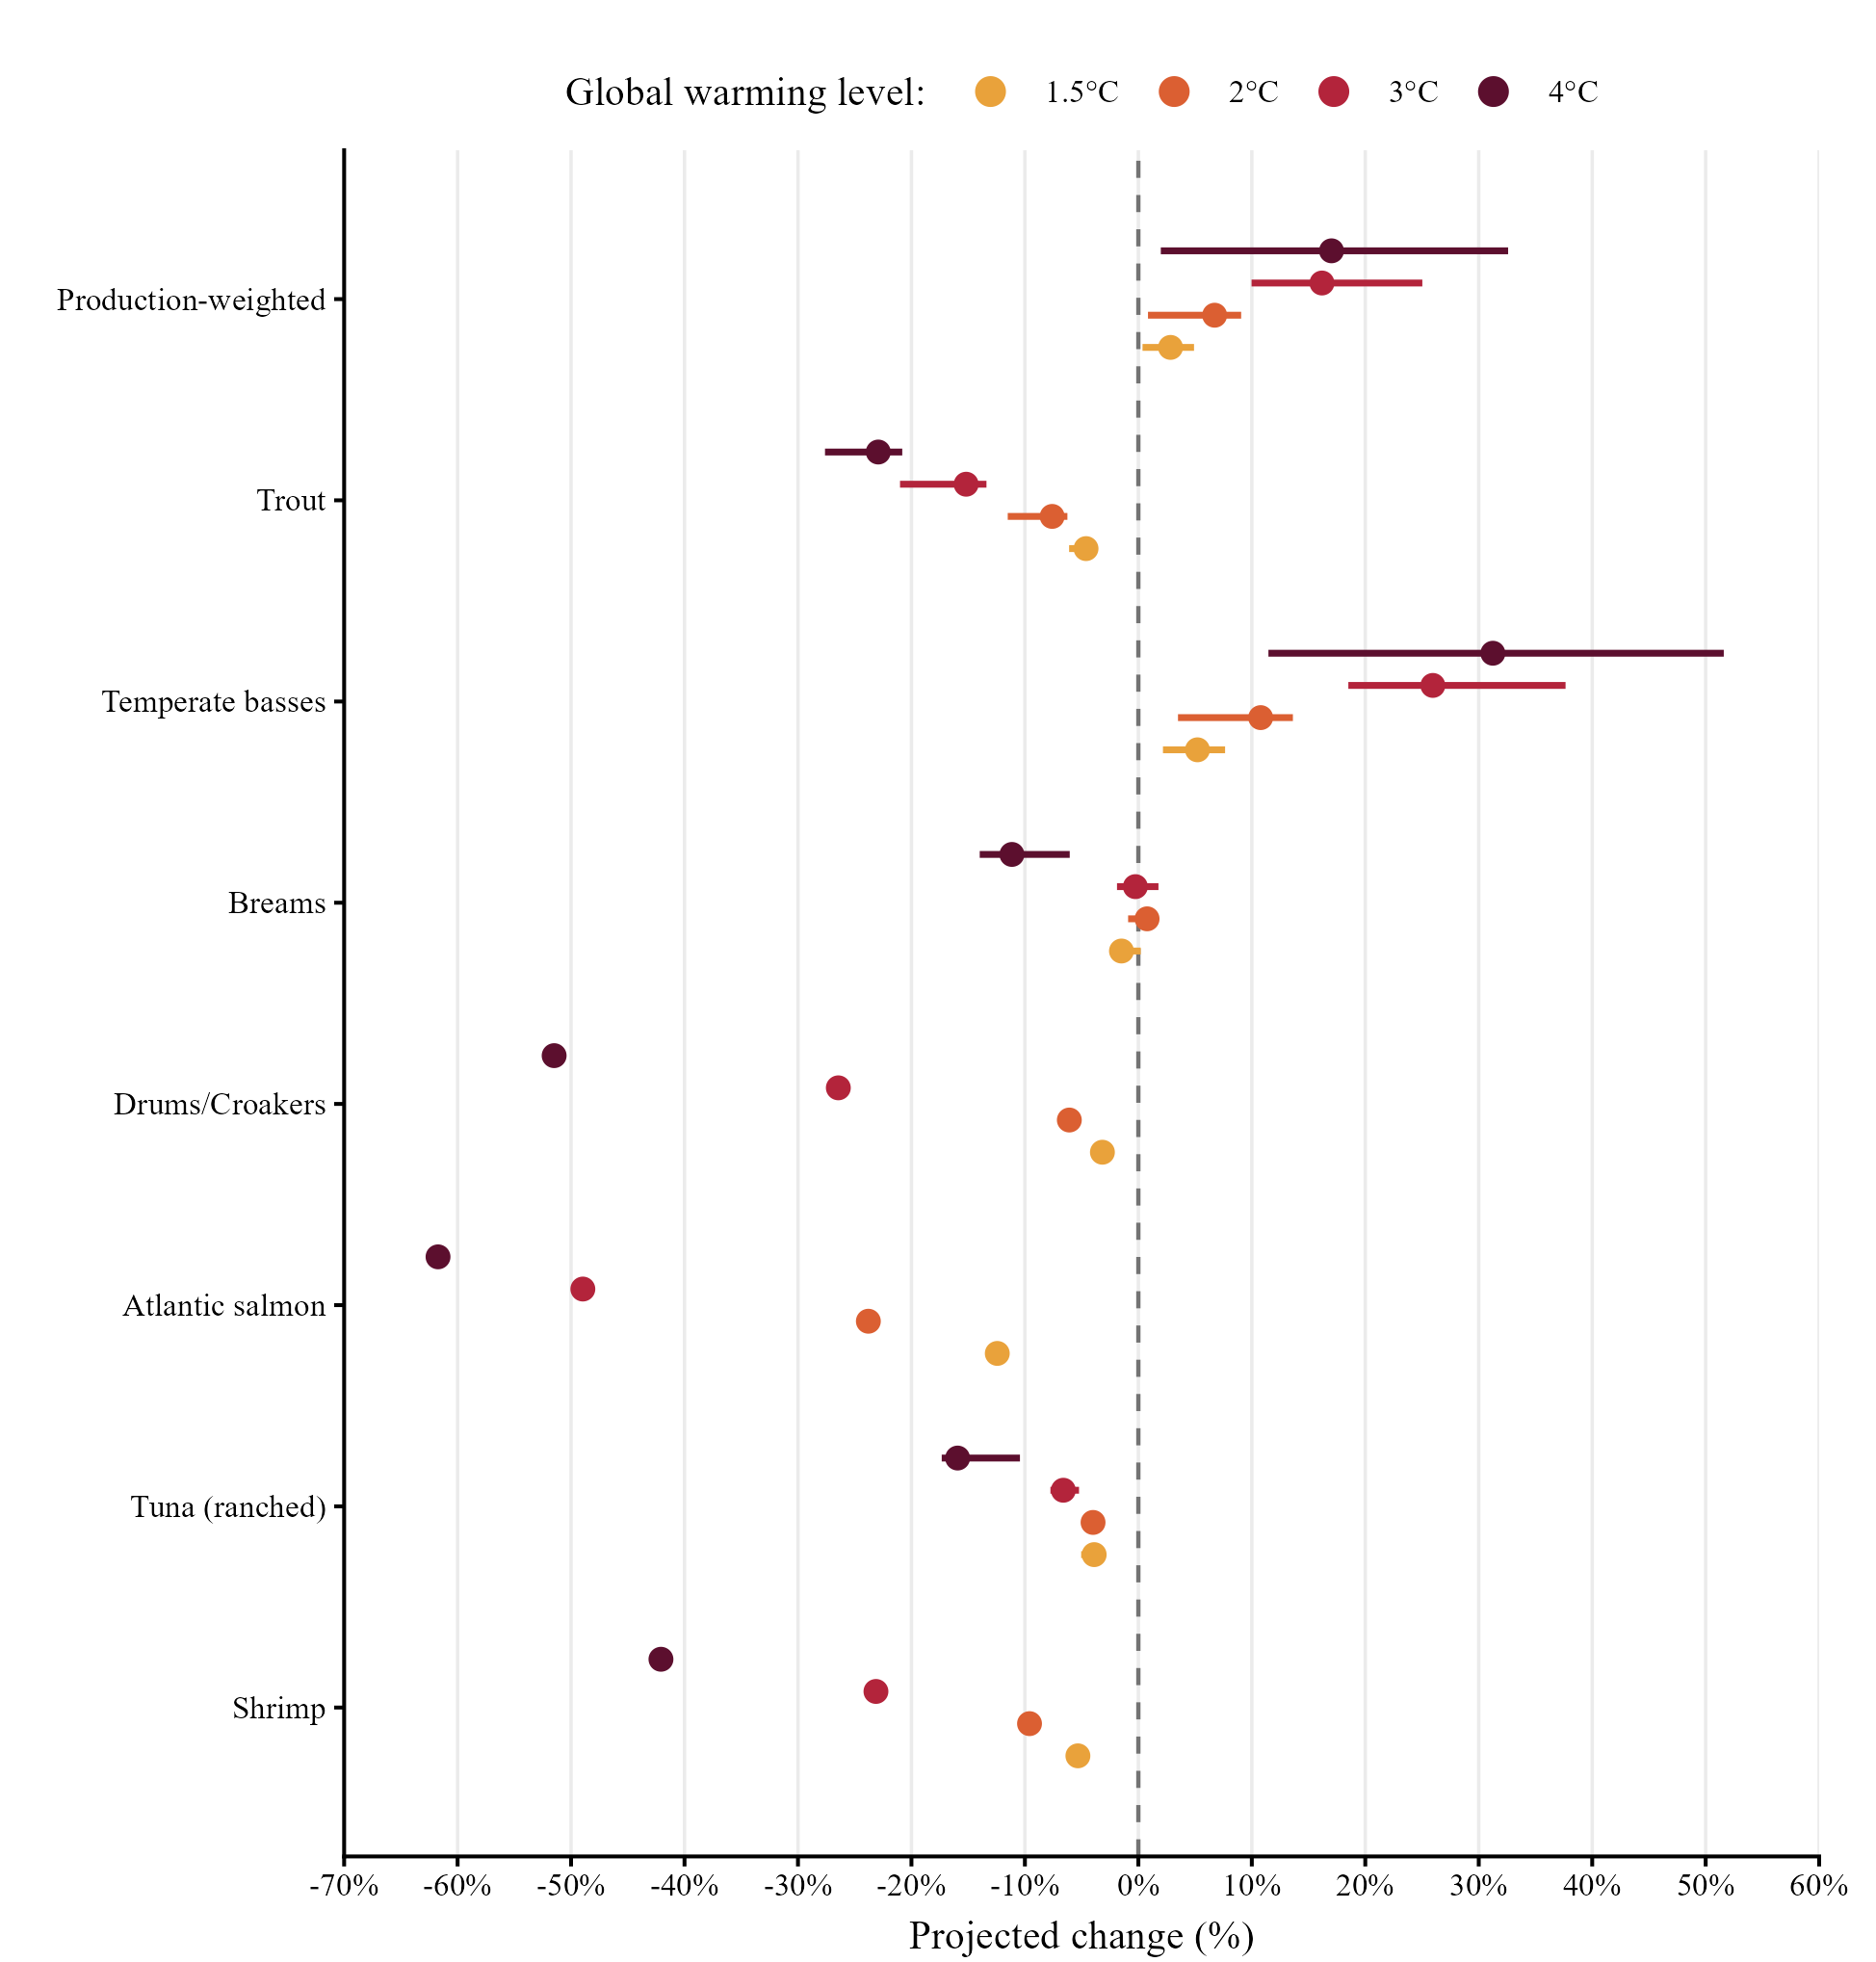 Global warming level: 1.5°C 2°C 3°C 4°C
Production-weighted
Trout
Temperate basses
Breams
Drums/Croakers
Atlantic salmon
Tuna (ranched)
Shrimp
-70% -60% -50% -40% -30% -20% -10% 0% 10% 20% 30% 40% 50% 60%
Projected change (%)